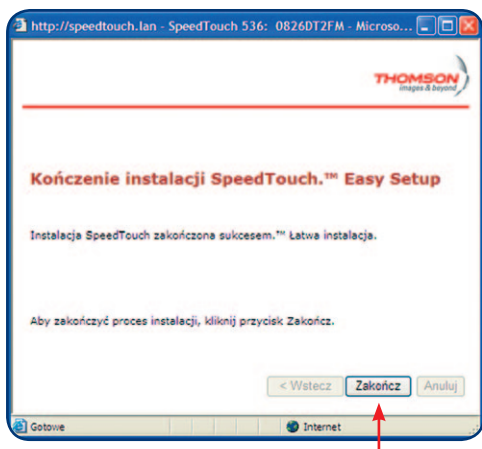 http://speedtouch.lan - SpeedTouch 536: 0826DT2FM - Microso...
THOMSON
images & beyond
Kończenie instalacji SpeedTouch.™ Easy Setup
Instalacja SpeedTouch zakończona sukcesem.™ Łatwa instalacja.
Aby zakończyć proces instalacji, kliknij przycisk Zakończ.
< Wstecz Zakończ Anuluj
Gotowe Internet